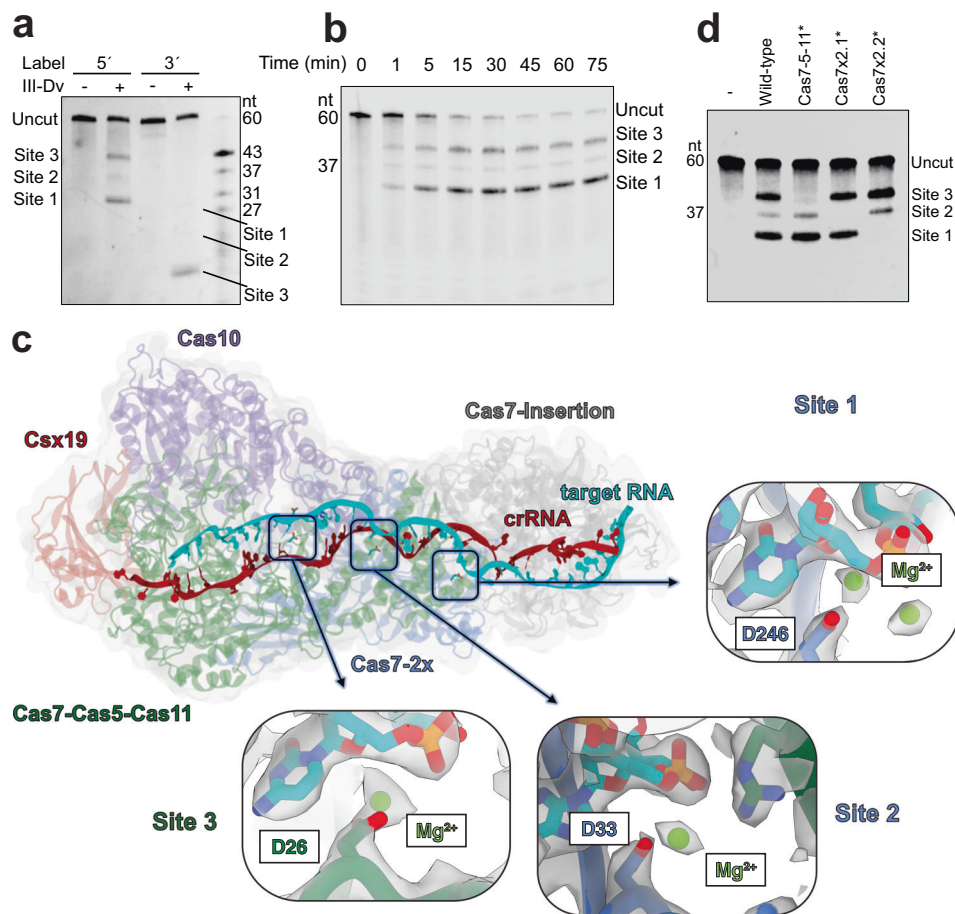 a
Label 5′ 3′
III-Dv - + - +
nt
Uncut 60
43
Site 3
37
Site 2
31
Site 1
27
Site 1
Site 2
Site 3
b
Time (min) 0 1 5 15 30 45 60 75
nt
60 Uncut
Site 3
37 Site 2
Site 1
d
- Wild-type Cas7-5-11* Cas7x2.1* Cas7x2.2*
nt
60 Uncut
Site 3
37 Site 2
Site 1
c
Cas10
Csx19
Cas7-Insertion
target RNA
crRNA
Cas7-2x
Cas7-Cas5-Cas11
Site 1
Mg2+
D246
Site 3
D26
Mg2+
Site 2
D33
Mg2+